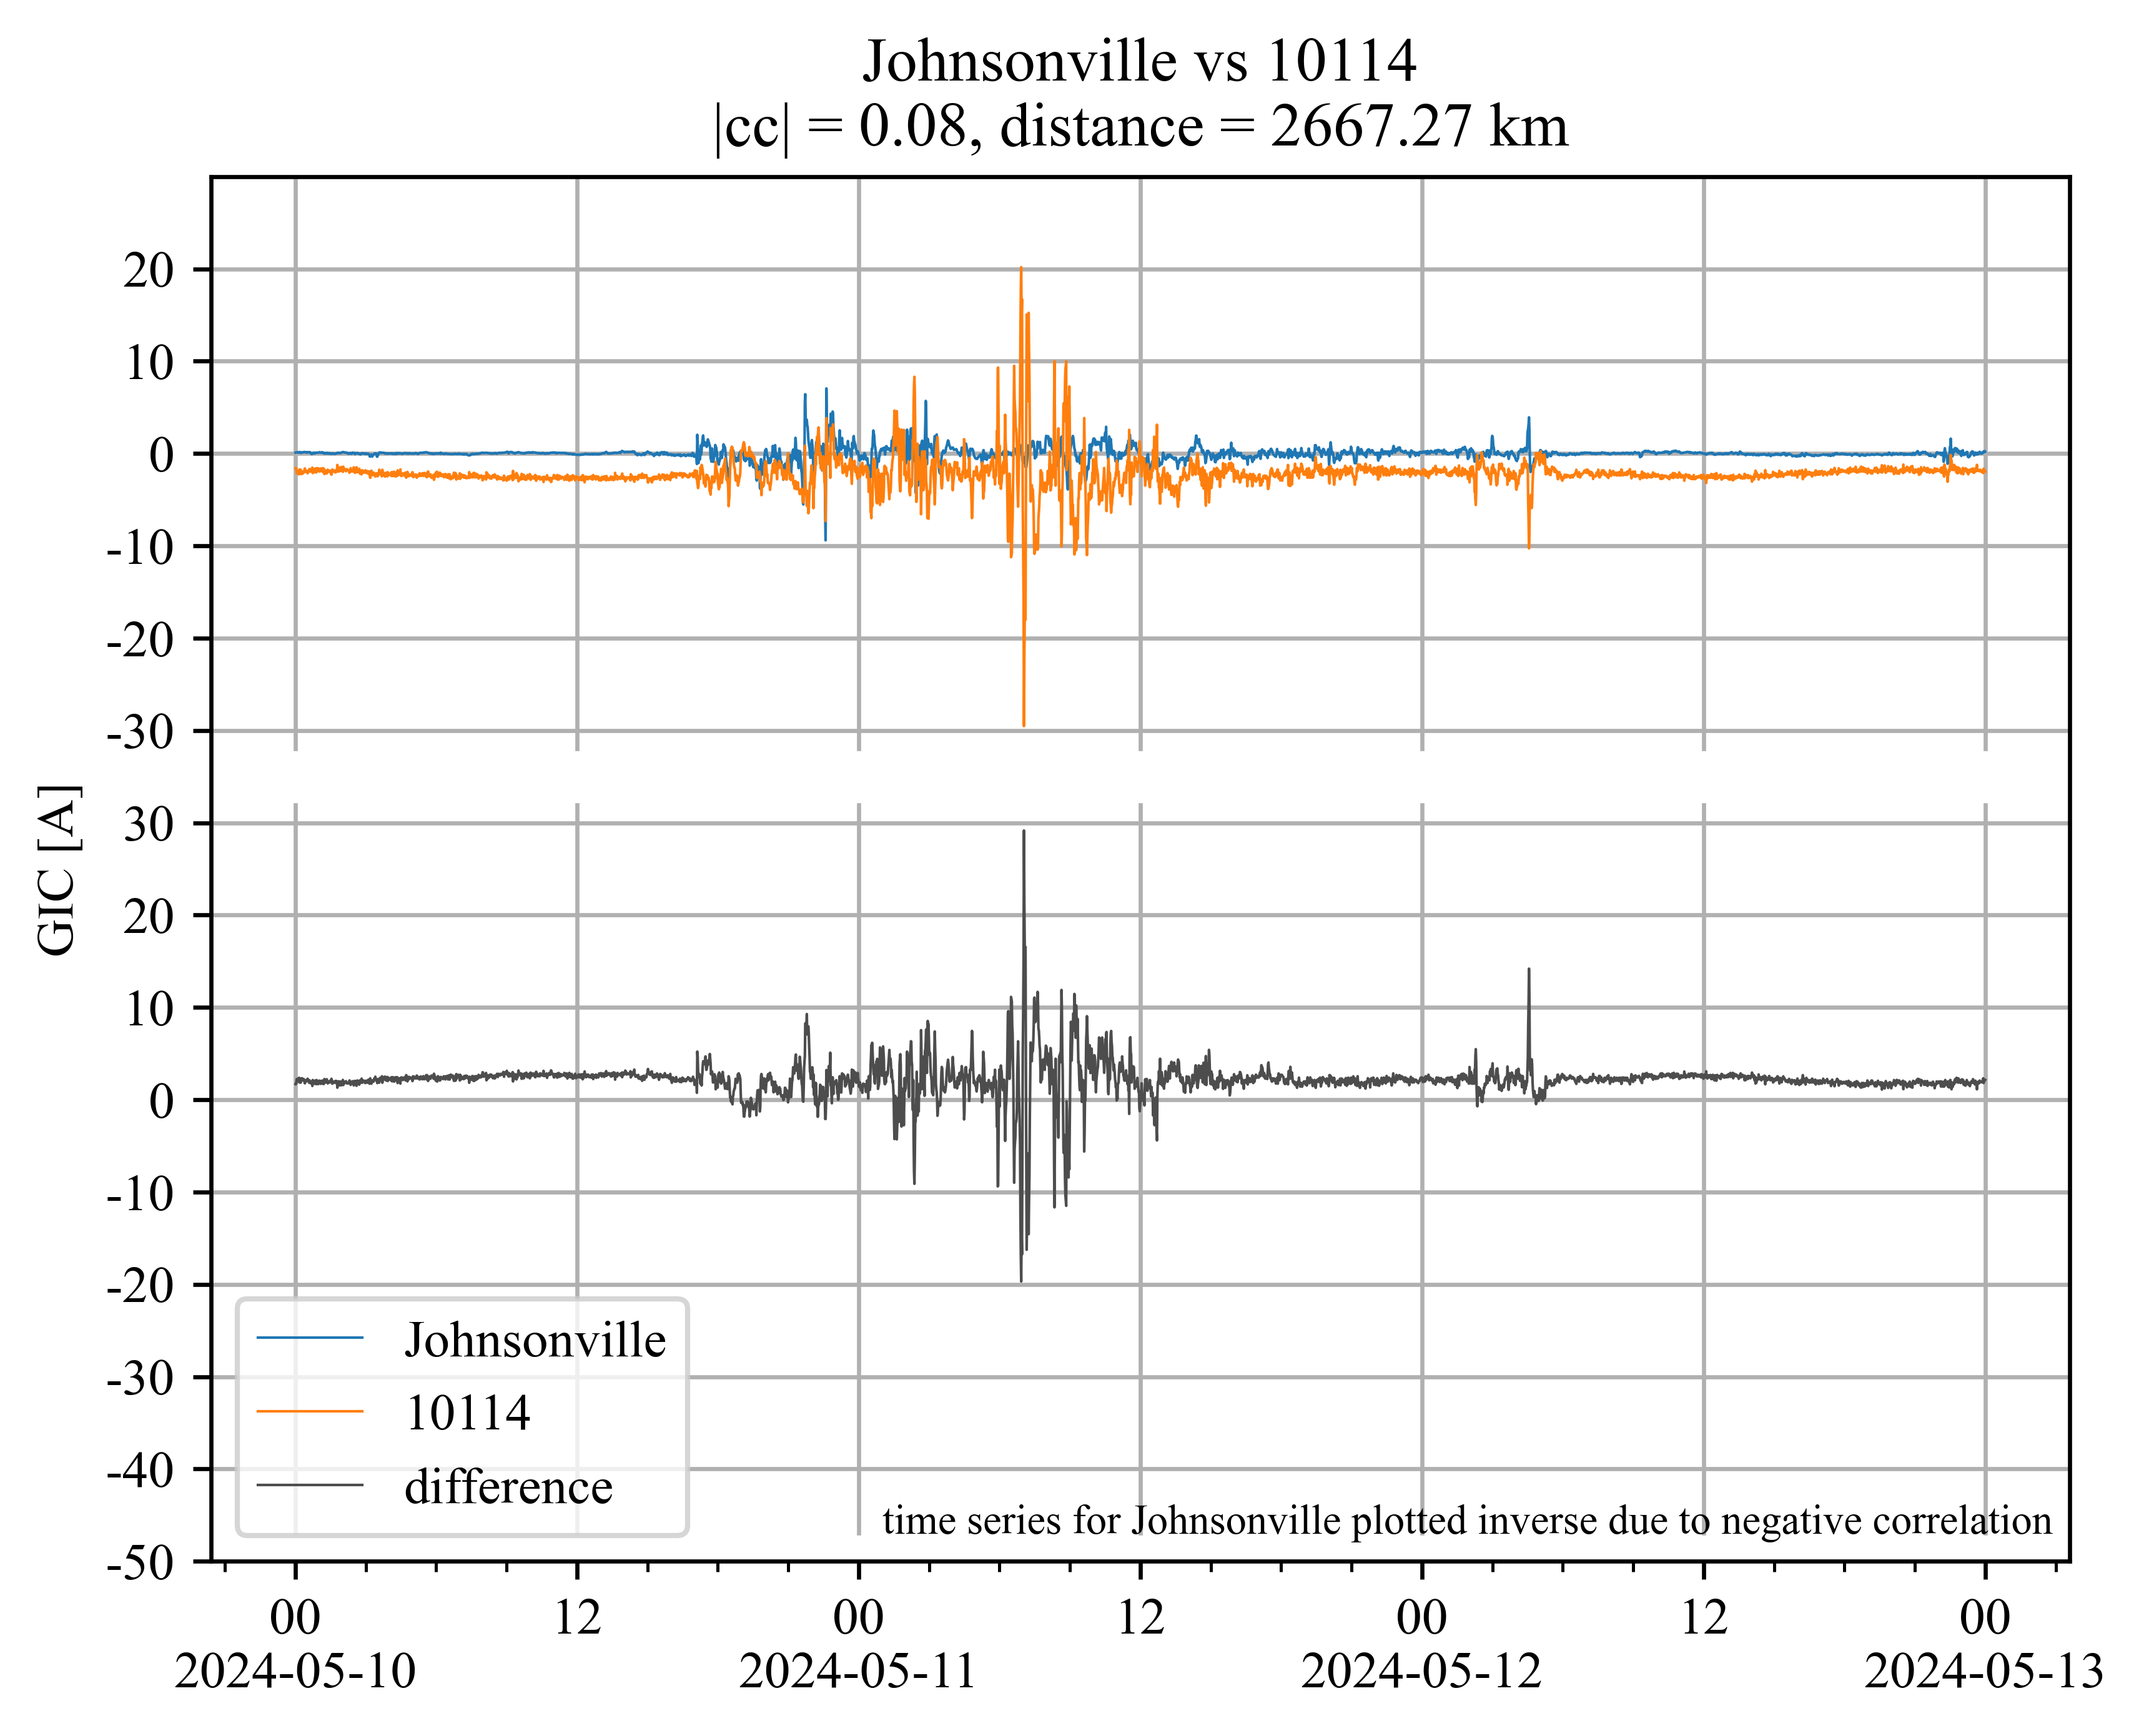 Johnsonville vs 10114
|cc| = 0.08, distance = 2667.27 km
20
10
0
-10
-20
-30
30
20
10
0
-10
-20
-30
-40
-50
GIC [A]
Johnsonville
10114
difference
time series for Johnsonville plotted inverse due to negative correlation
00 12 00 12 00 12 00
2024-05-10 2024-05-11 2024-05-12 2024-05-13